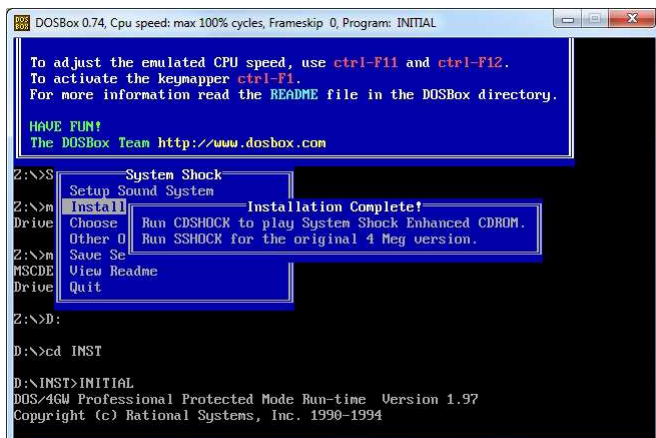 DOSBox 0.74, Cpu speed: max 100% cycles, Frameskip 0, Program: INITIAL
To adjust the emulated CPU speed, use ctrl-F11 and ctrl-F12.
To activate the keymapper ctrl-F1.
For more information read the README file in the DOSBox directory.
HAVE FUN!
The DOSBox Team http://www.dosbox.com
Z:\>S
System Shock
Setup Sound System
Z:\>m
Install
Installation Complete!
Drive
Choose
Run CDSHOCK to play System Shock Enhanced CDROM.
Other O
Run SSHOCK for the original 4 Meg version.
Z:\>m
Save Se
MSCDE
View Readme
Drive
Quit
Z:\>D:
D:\>cd INST
D:\INST>INITIAL
DOS/4GW Professional Protected Mode Run-time Version 1.97
Copyright (c) Rational Systems, Inc. 1990-1994